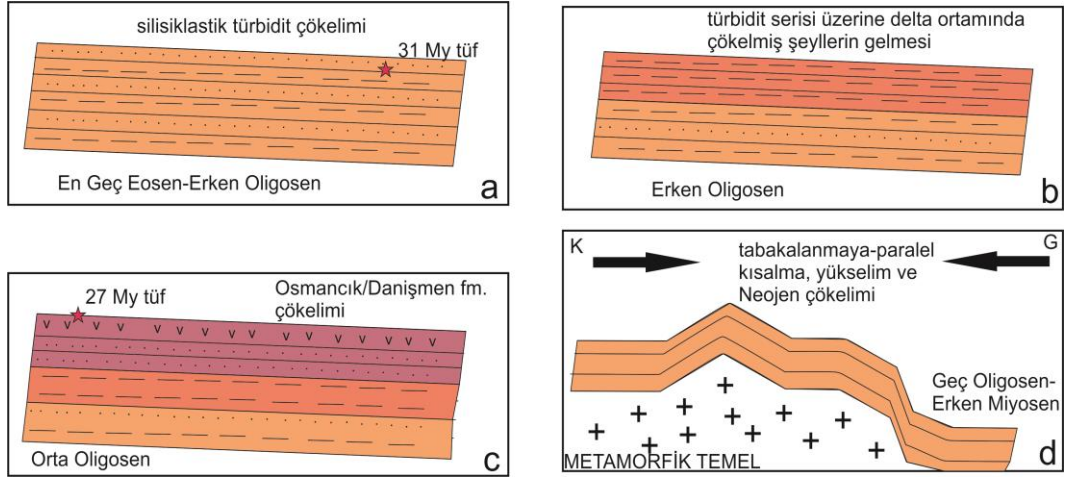 silisiklastik türbidit çökelimi
31 My tüf
En Geç Eosen-Erken Oligosen
a
türbidit serisi üzerine delta ortamında
çökelmiş şeyllerin gelmesi
Erken Oligosen
b
27 My tüf
Osmancık/Danişmen fm.
çökelimi
v v v v v v v v v v v v v v v
Orta Oligosen
c
K
G
tabakalanmaya-paralel
kısalma, yükselim ve
Neojen çökelimi
Geç Oligosen-
Erken Miyosen
METAMORFİK TEMEL
d